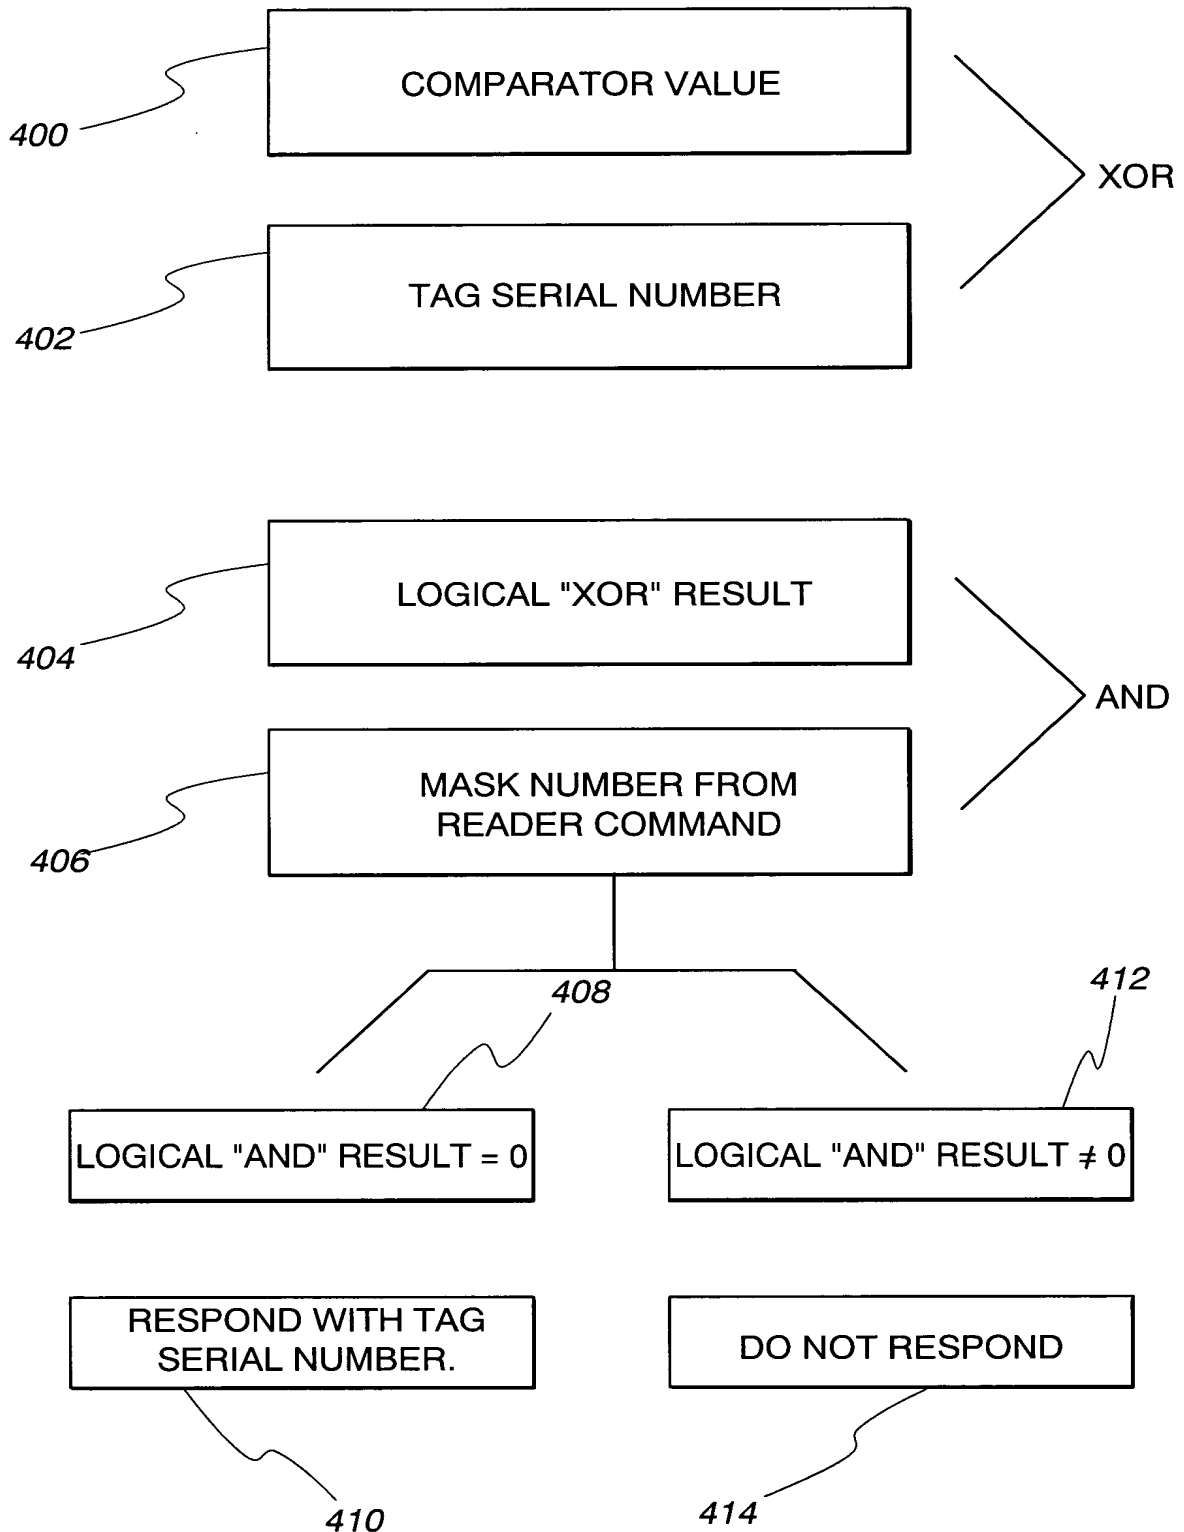 COMPARATOR VALUE
400
XOR
TAG SERIAL NUMBER
402
LOGICAL "XOR" RESULT
404
AND
MASK NUMBER FROM
READER COMMAND
406
408
412
LOGICAL "AND" RESULT = 0
LOGICAL "AND" RESULT ≠ 0
RESPOND WITH TAG
SERIAL NUMBER.
DO NOT RESPOND
410
414